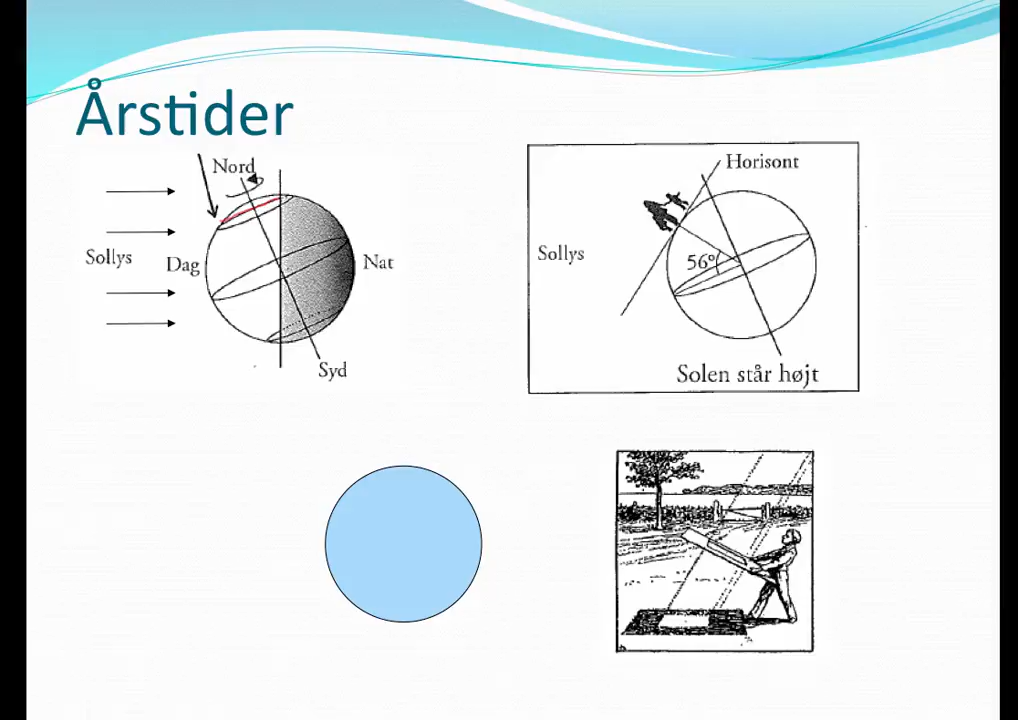 Årstider
Nord
Sollys
Dag
Nat
Syd
Horisont
Sollys
56°
Solen står højt